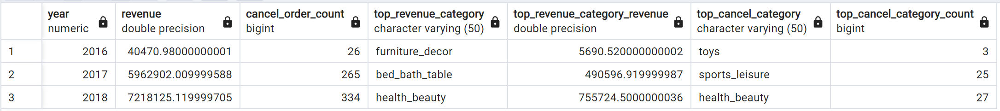 year revenue cancel_order_count top_revenue_category top_revenue_category_revenue top_cancel_category top_cancel_category_count
numeric double precision bigint character varying (50) double precision character varying (50) bigint
1 2016 40470.98000000001 26 furniture_decor 5690.520000000002 toys 3
2 2017 5962902.009999588 265 bed_bath_table 490596.919999987 sports_leisure 25
3 2018 7218125.119999705 334 health_beauty 755724.5000000036 health_beauty 27